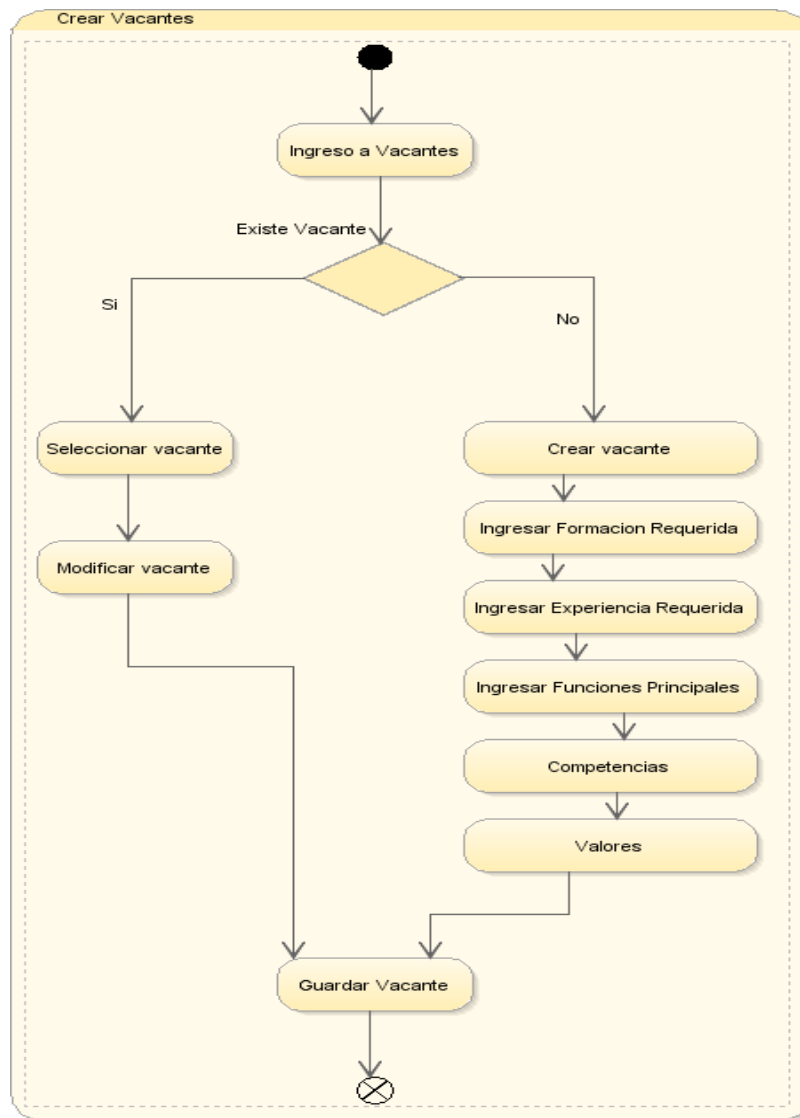 Crear Vacantes
Ingreso a Vacantes
Existe Vacante
Si
No
Seleccionar vacante
Modificar vacante
Crear vacante
Ingresar Formacion Requerida
Ingresar Experiencia Requerida
Ingresar Funciones Principales
Competencias
Valores
Guardar Vacante